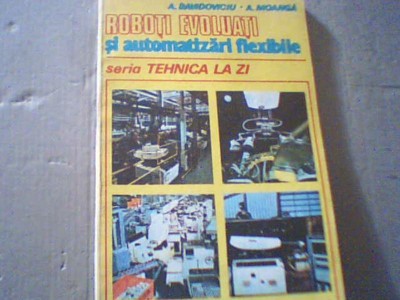 A. DAVIDOVICIU · A. MOANGĂ
ROBOȚI EVOLUAȚI
și automatizări flexibile
seria TEHNICA LA ZI